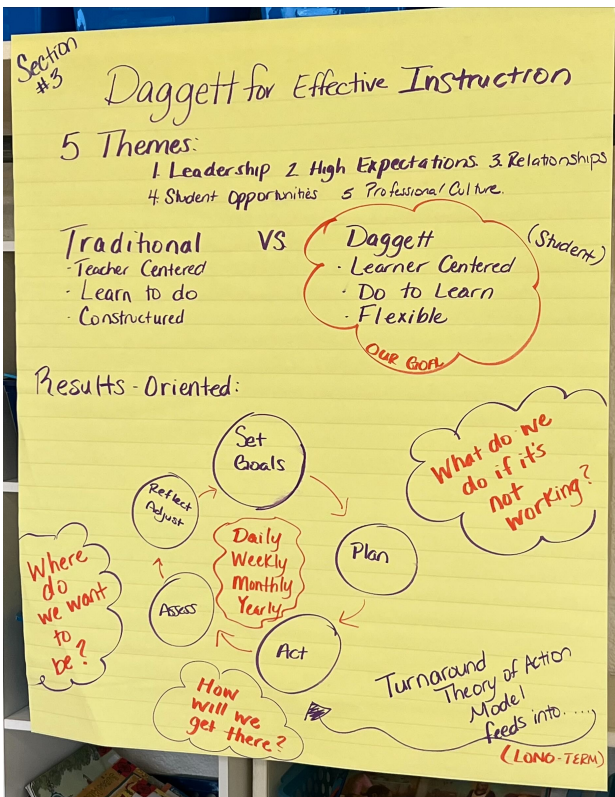 Section
#3
Daggett for Effective Instruction
5 Themes:
1. Leadership 2 High Expectations 3. Relationships
4. Student Opportunities 5 Professional Culture.
Traditional
- Teacher Centered
- Learn to do
- Constructured
VS
Daggett
· Learner Centered
· Do to Learn
· Flexible
(Student)
OUR GOAL
Results-Oriented:
Set
Goals
Plan
Act
Assess
Reflect
Adjust
Daily
Weekly
Monthly
Yearly
What do we
do if it's
not
working?
Where
do
we want
to
be?
How
will we
get there?
Turnaround
Theory of Action
Model
feeds into.....
(LONG-TERM)